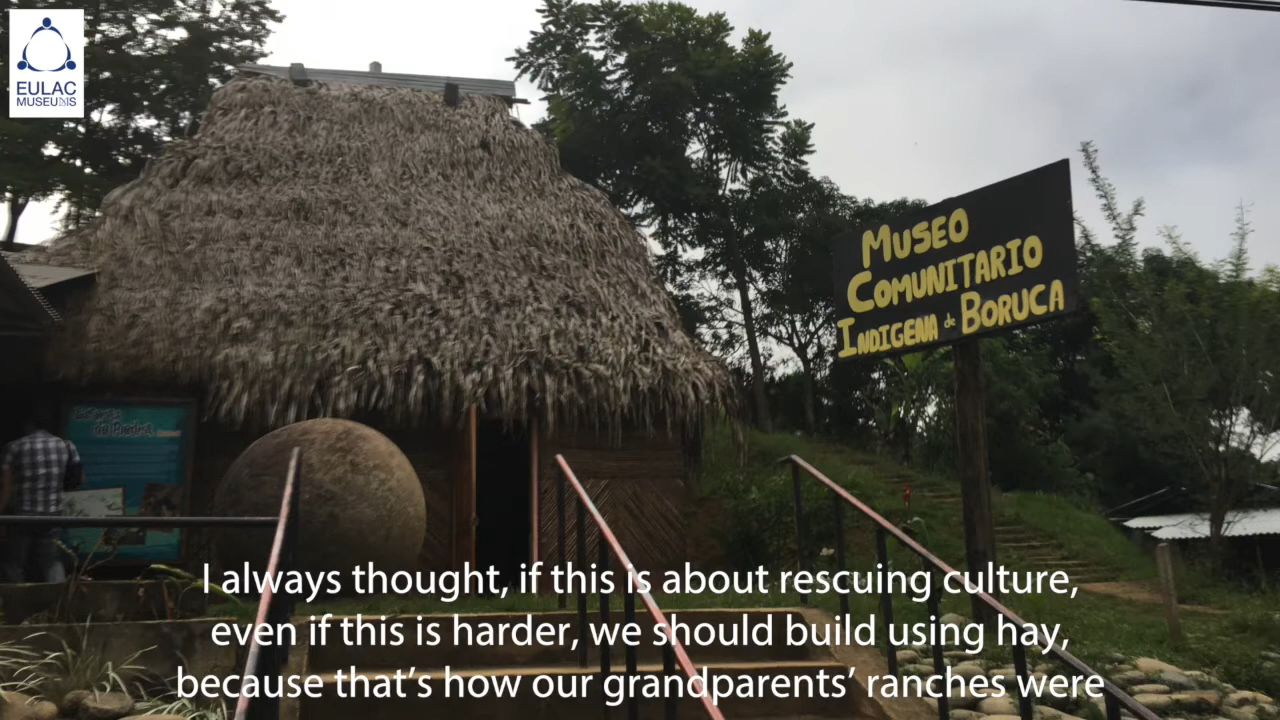 EULAC
MUSEUMS
MUSEO
COMUNITARIO
INDIGENA de BORUCA
I always thought, if this is about rescuing culture,
even if this is harder, we should build using hay,
because that's how our grandparents' ranches were